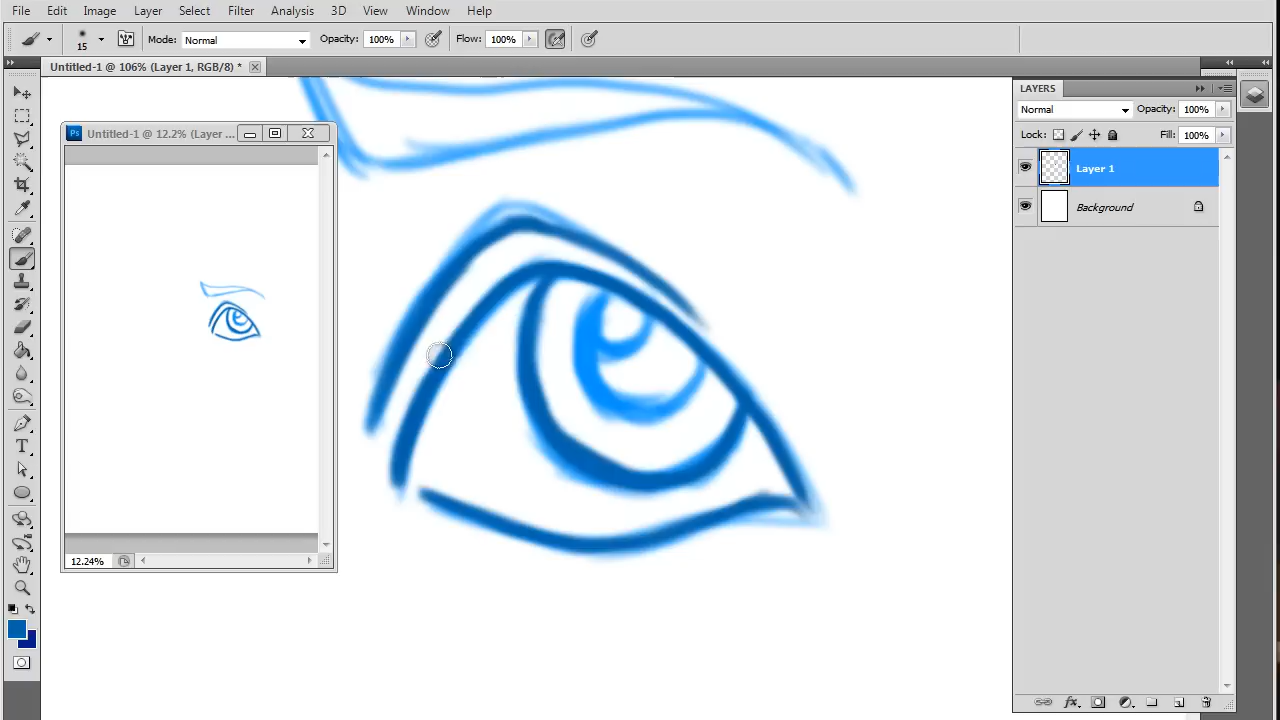 File Edit Image Layer Select Filter Analysis 3D View Window Help
15 Mode: Normal Opacity: 100% Flow: 100%
Untitled-1 @ 106% (Layer 1, RGB/8) *
LAYERS
Normal Opacity: 100%
Lock: Fill: 100%
Layer 1
Background
Ps Untitled-1 @ 12.2% (Layer ...
12.24%
T
fx